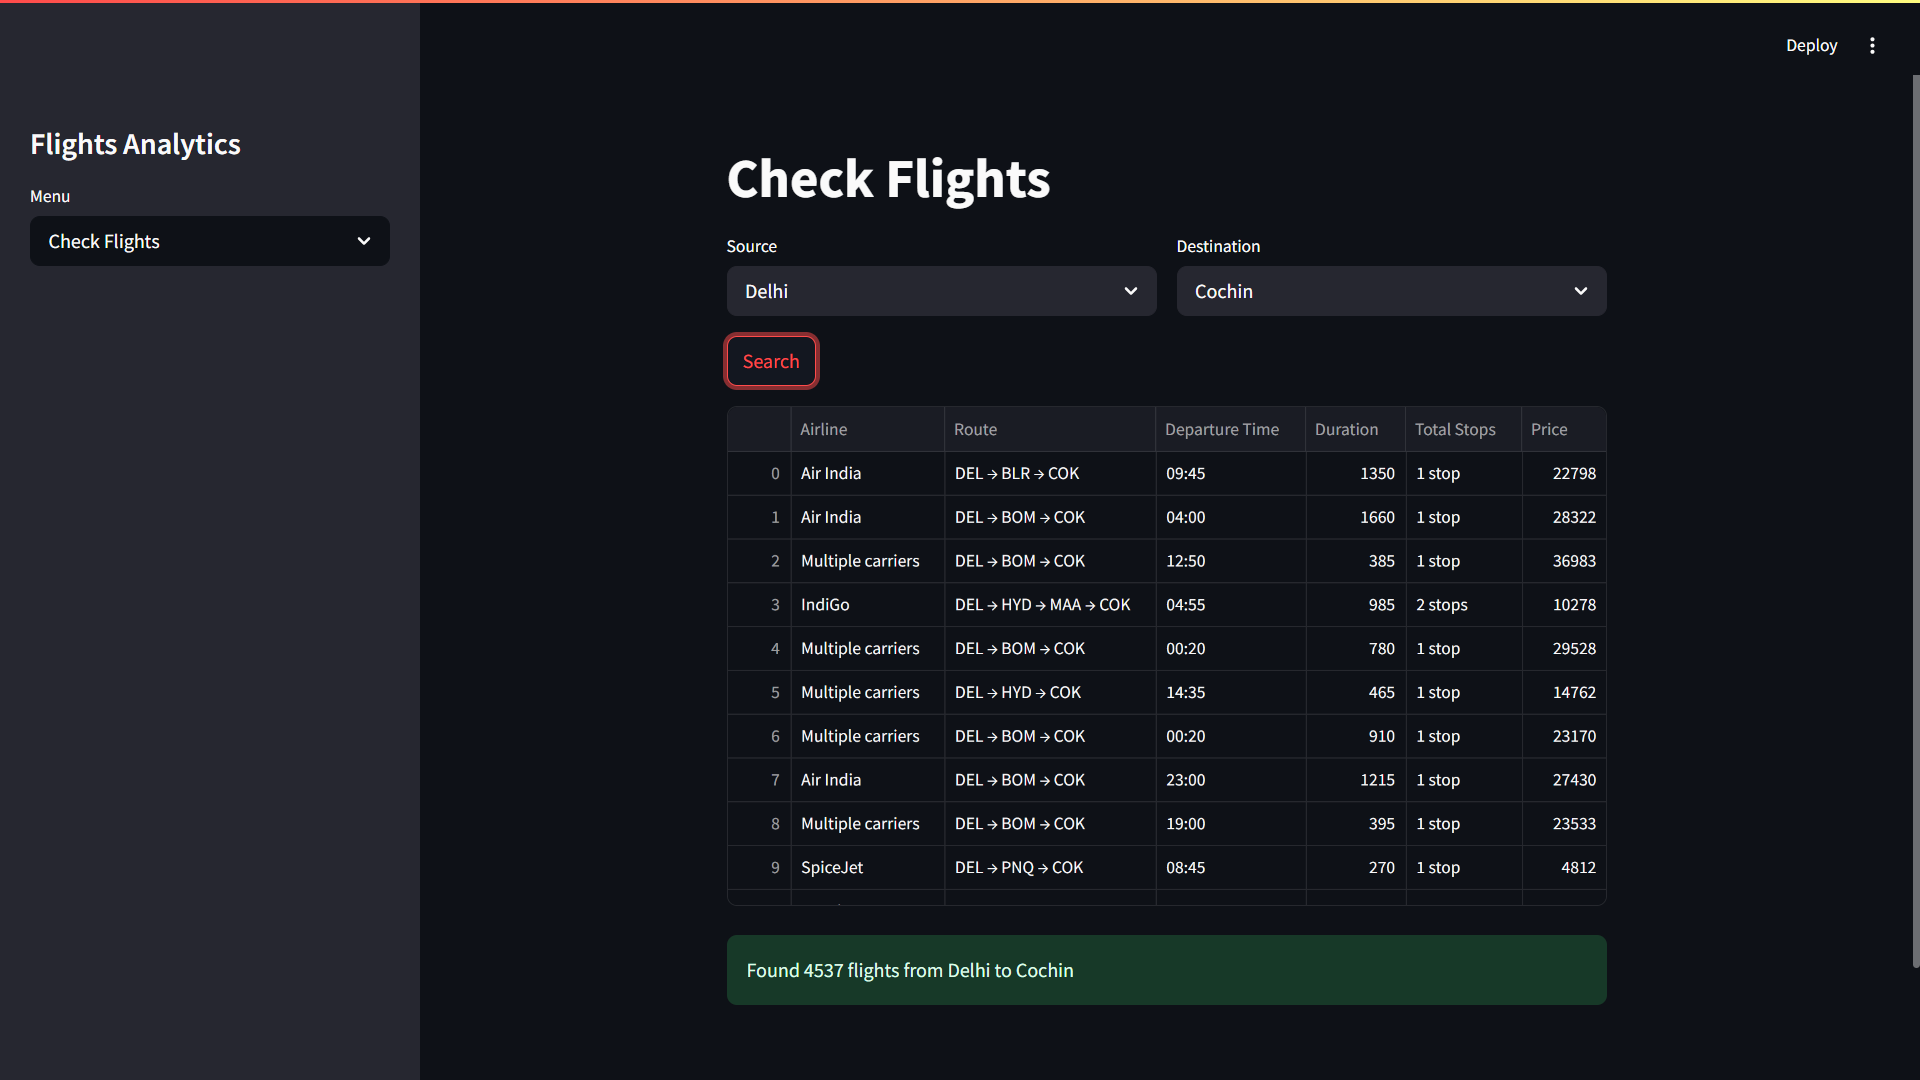 Deploy
Flights Analytics
Menu
Check Flights
Check Flights
Source Destination
Delhi Cochin
Search
Airline Route Departure Time Duration Total Stops Price
0 Air India DEL → BLR → COK 09:45 1350 1 stop 22798
1 Air India DEL → BOM → COK 04:00 1660 1 stop 28322
2 Multiple carriers DEL → BOM → COK 12:50 385 1 stop 36983
3 IndiGo DEL → HYD → MAA → COK 04:55 985 2 stops 10278
4 Multiple carriers DEL → BOM → COK 00:20 780 1 stop 29528
5 Multiple carriers DEL → HYD → COK 14:35 465 1 stop 14762
6 Multiple carriers DEL → BOM → COK 00:20 910 1 stop 23170
7 Air India DEL → BOM → COK 23:00 1215 1 stop 27430
8 Multiple carriers DEL → BOM → COK 19:00 395 1 stop 23533
9 SpiceJet DEL → PNQ → COK 08:45 270 1 stop 4812
Found 4537 flights from Delhi to Cochin